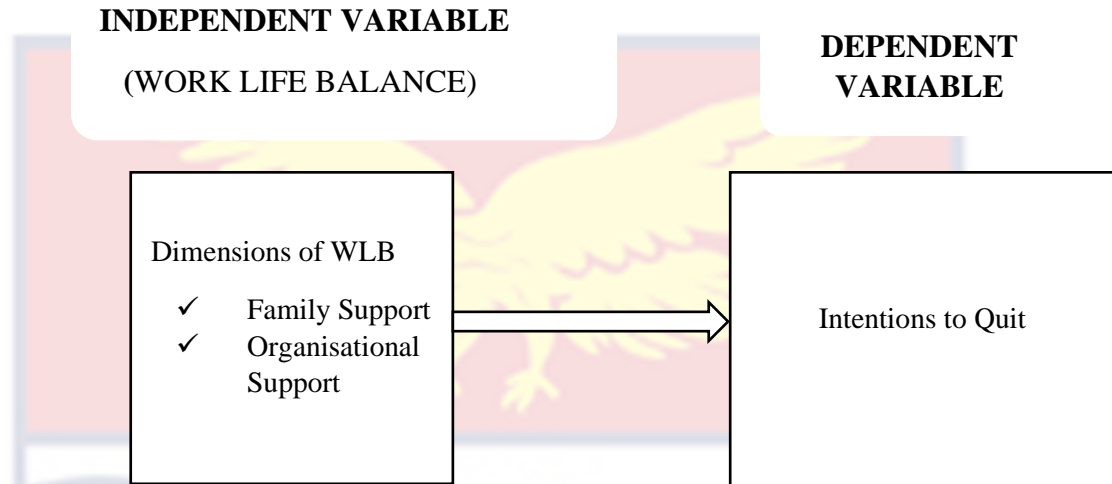 INDEPENDENT VARIABLE
(WORK LIFE BALANCE)
DEPENDENT
VARIABLE
Dimensions of WLB
✓ Family Support
✓ Organisational
Support
Intentions to Quit